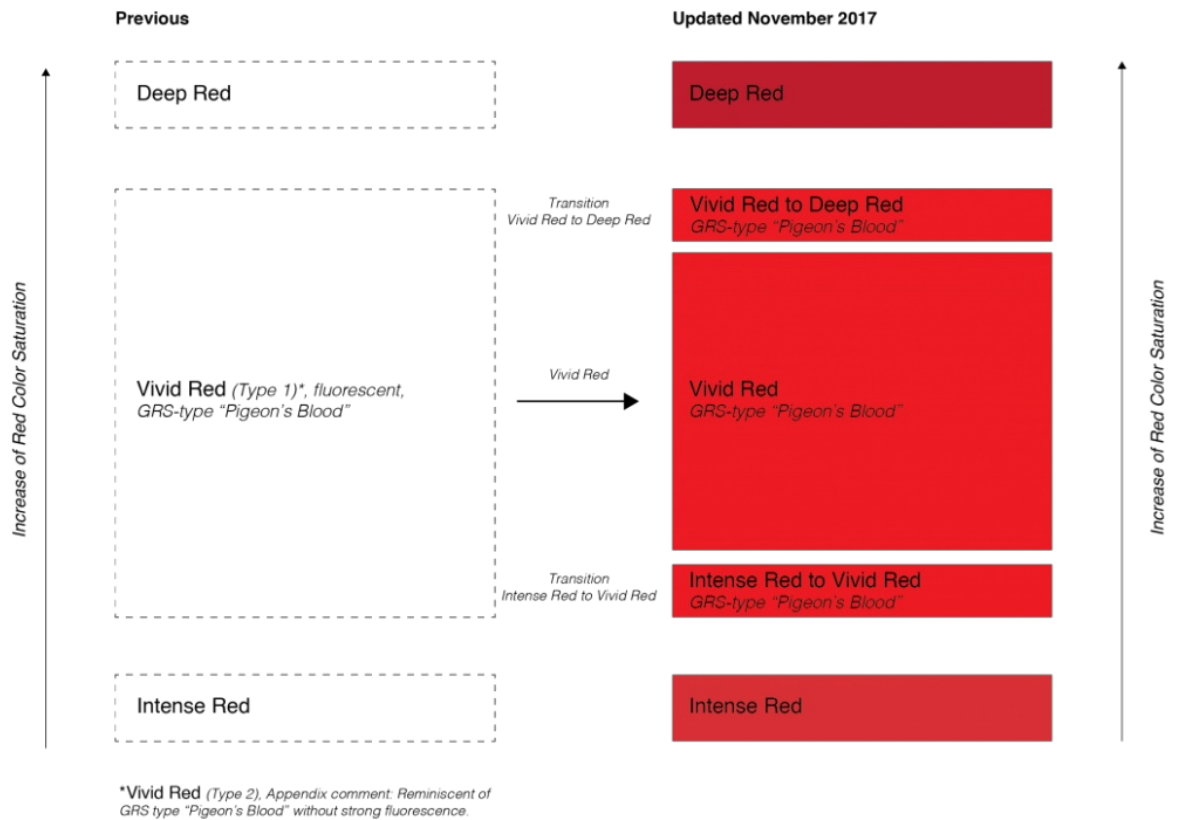 Previous
Updated November 2017
Deep Red
Deep Red
Transition
Vivid Red to Deep Red
Vivid Red to Deep Red
GRS-type “Pigeon’s Blood”
Increase of Red Color Saturation
Vivid Red (Type 1)*, fluorescent,
GRS-type “Pigeon’s Blood”
Vivid Red
Vivid Red
GRS-type “Pigeon’s Blood”
Increase of Red Color Saturation
Transition
Intense Red to Vivid Red
Intense Red to Vivid Red
GRS-type “Pigeon’s Blood”
Intense Red
Intense Red
*Vivid Red (Type 2), Appendix comment: Reminiscent of
GRS type “Pigeon’s Blood” without strong fluorescence.